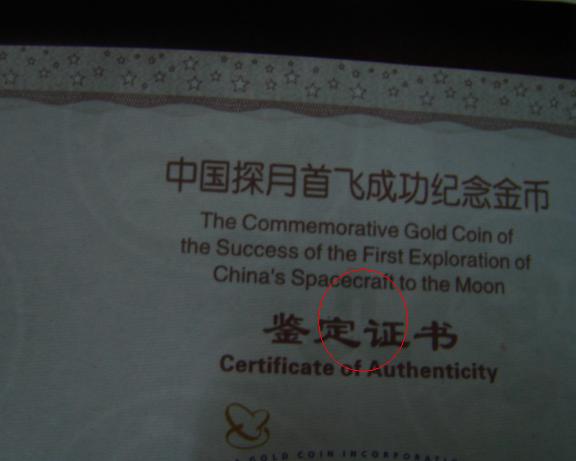 中国探月首飞成功纪念金币
The Commemorative Gold Coin of
the Success of the First Exploration of
China's Spacecraft to the Moon
鉴定证书
Certificate of Authenticity
GOLD COIN INCORPORATION